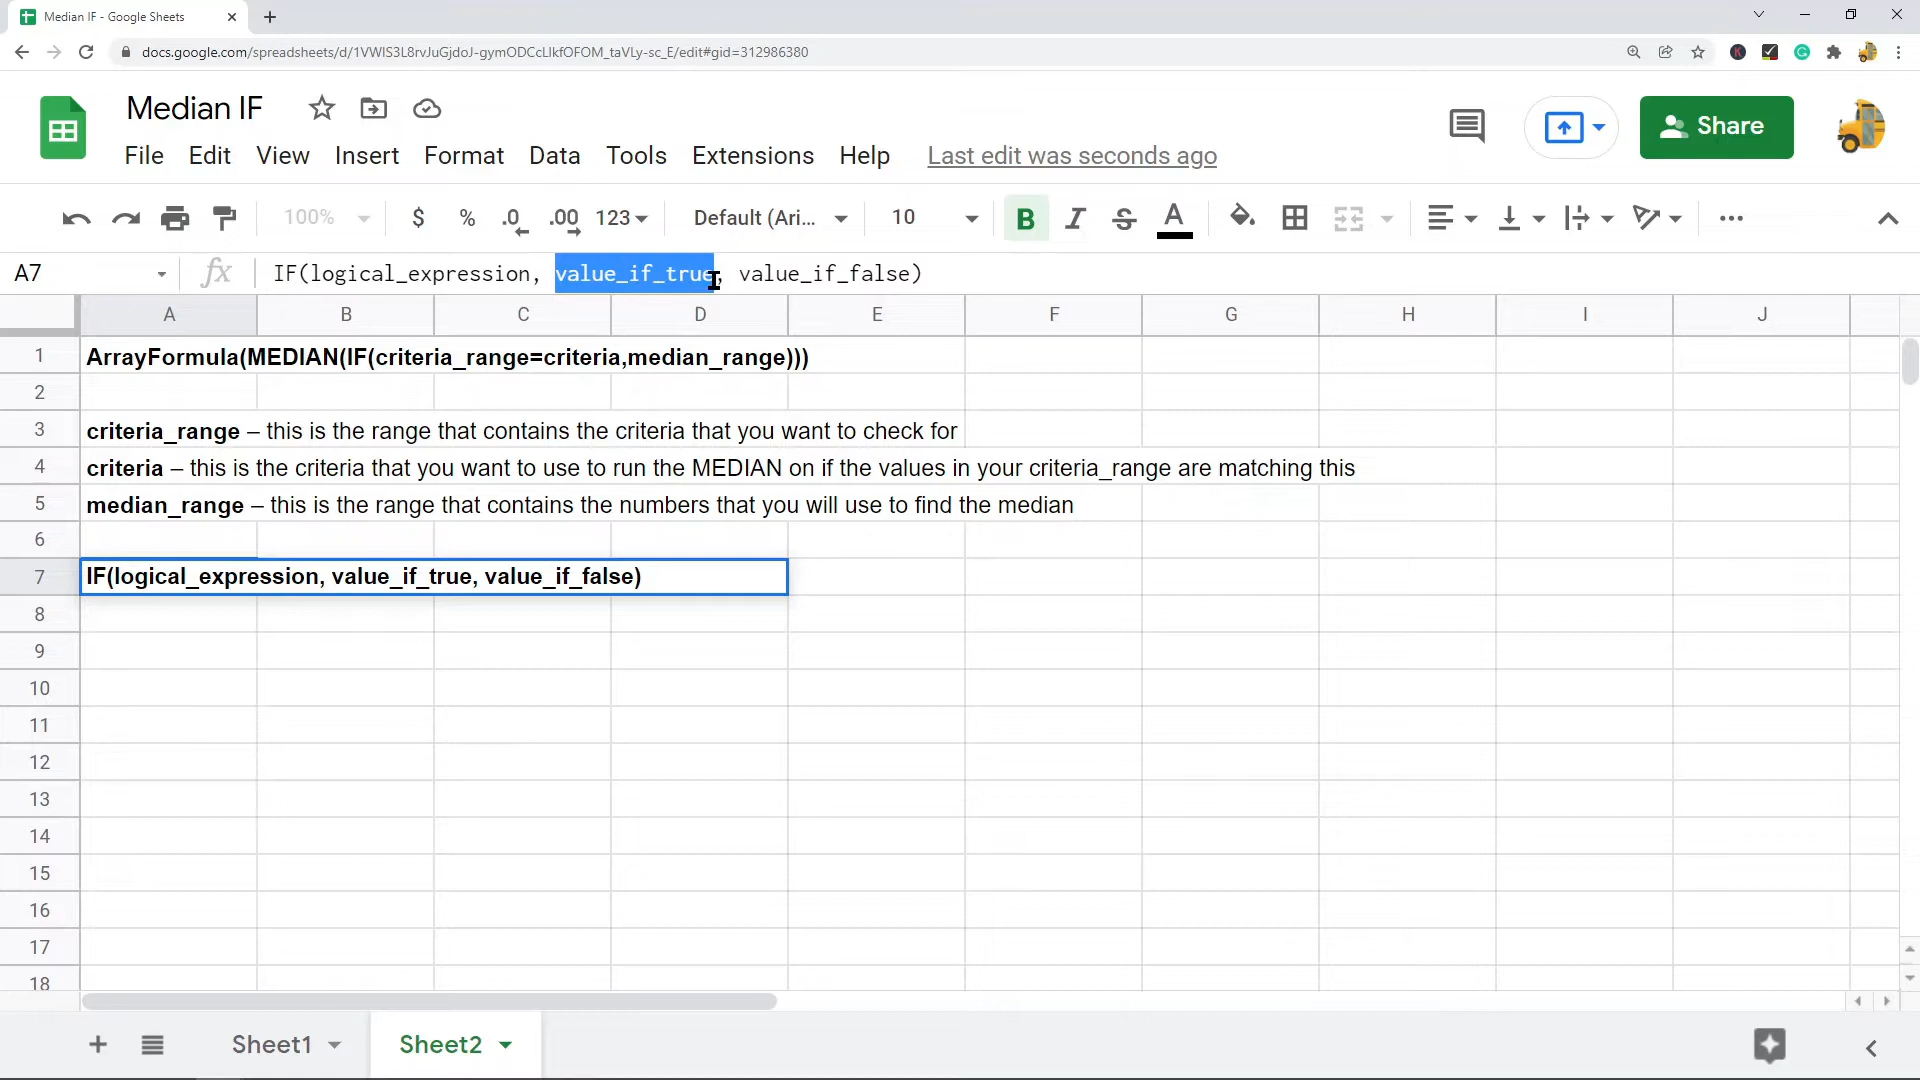 Median IF - Google Sheets
docs.google.com/spreadsheets/d/1VWIS3L8rvJuGjdoJ-gymODCcLlkfOFOM_taVLy-sc_E/edit#gid=312986380
Median IF
Share
File Edit View Insert Format Data Tools Extensions Help Last edit was seconds ago
100% $ % .0 .00 123 Default (Ari... 10 B I S A
A7 fx IF(logical_expression, value_if_true, value_if_false)
A B C D E F G H I J
1 ArrayFormula(MEDIAN(IF(criteria_range=criteria,median_range)))
2
3 criteria_range – this is the range that contains the criteria that you want to check for
4 criteria – this is the criteria that you want to use to run the MEDIAN on if the values in your criteria_range are matching this
5 median_range – this is the range that contains the numbers that you will use to find the median
6
7 IF(logical_expression, value_if_true, value_if_false)
8
9
10
11
12
13
14
15
16
17
18
Sheet1 Sheet2